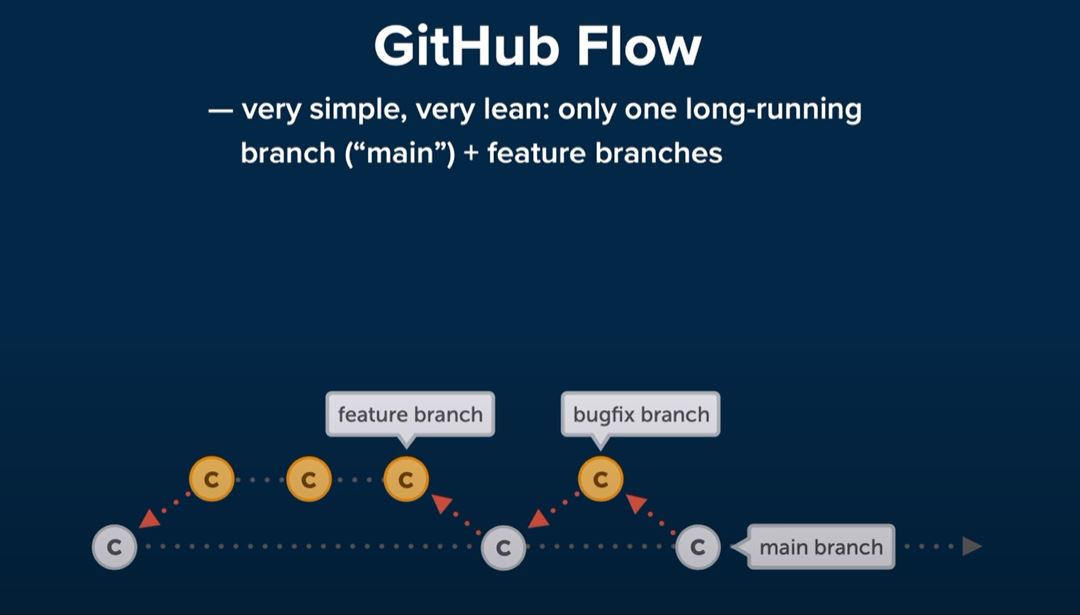 GitHub Flow
— very simple, very lean: only one long-running
branch (“main”) + feature branches
feature branch
bugfix branch
C
C
C
C
C
C
C
main branch